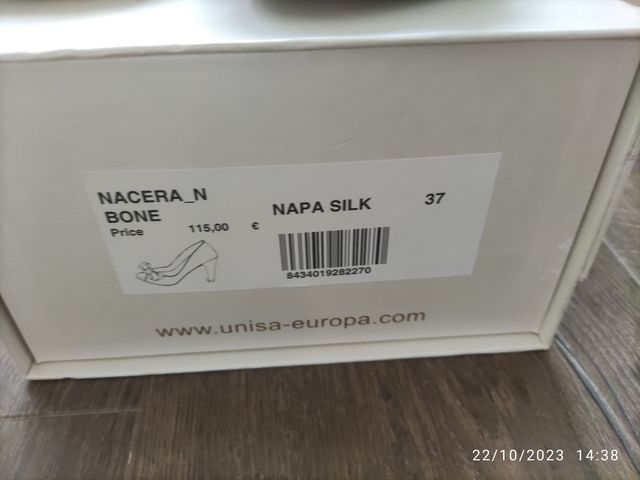 NACERA_N
BONE
Price 115,00 €
NAPA SILK
37
8434019282270
www.unisa-europa.com
22/10/2023 14:38